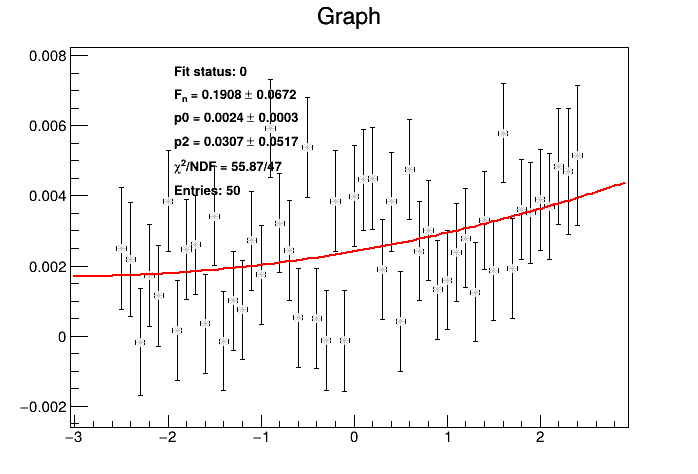 Graph
0.008
0.006
0.004
0.002
0
−0.002
Fit status: 0
Fn = 0.1908 ± 0.0672
p0 = 0.0024 ± 0.0003
p2 = 0.0307 ± 0.0517
χ²/NDF = 55.87/47
Entries: 50
−3 −2 −1 0 1 2